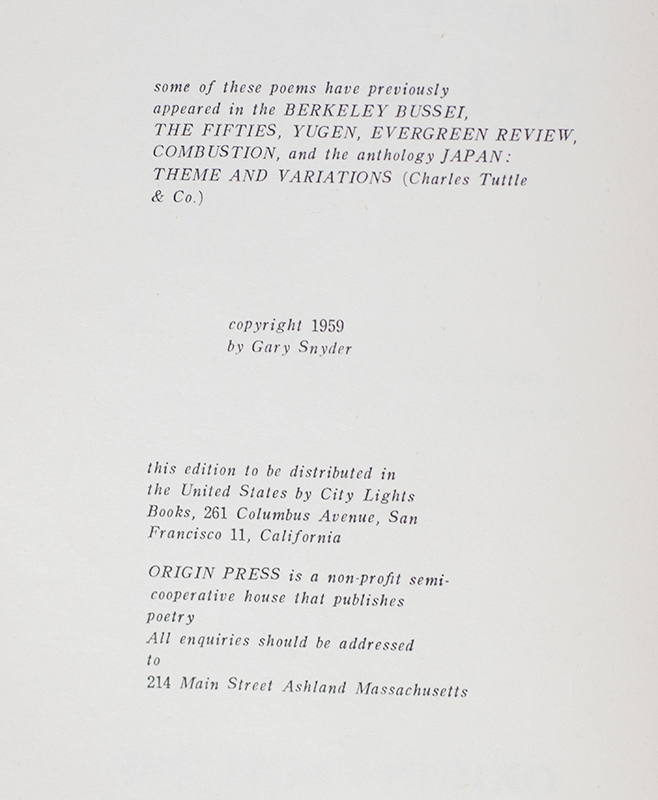 some of these poems have previously
appeared in the BERKELEY BUSSEI,
THE FIFTIES, YUGEN, EVERGREEN REVIEW,
COMBUSTION, and the anthology JAPAN:
THEME AND VARIATIONS (Charles Tuttle
& Co.)
copyright 1959
by Gary Snyder
this edition to be distributed in
the United States by City Lights
Books, 261 Columbus Avenue, San
Francisco 11, California
ORIGIN PRESS is a non-profit semi-
cooperative house that publishes
poetry
All enquiries should be addressed
to
214 Main Street Ashland Massachusetts